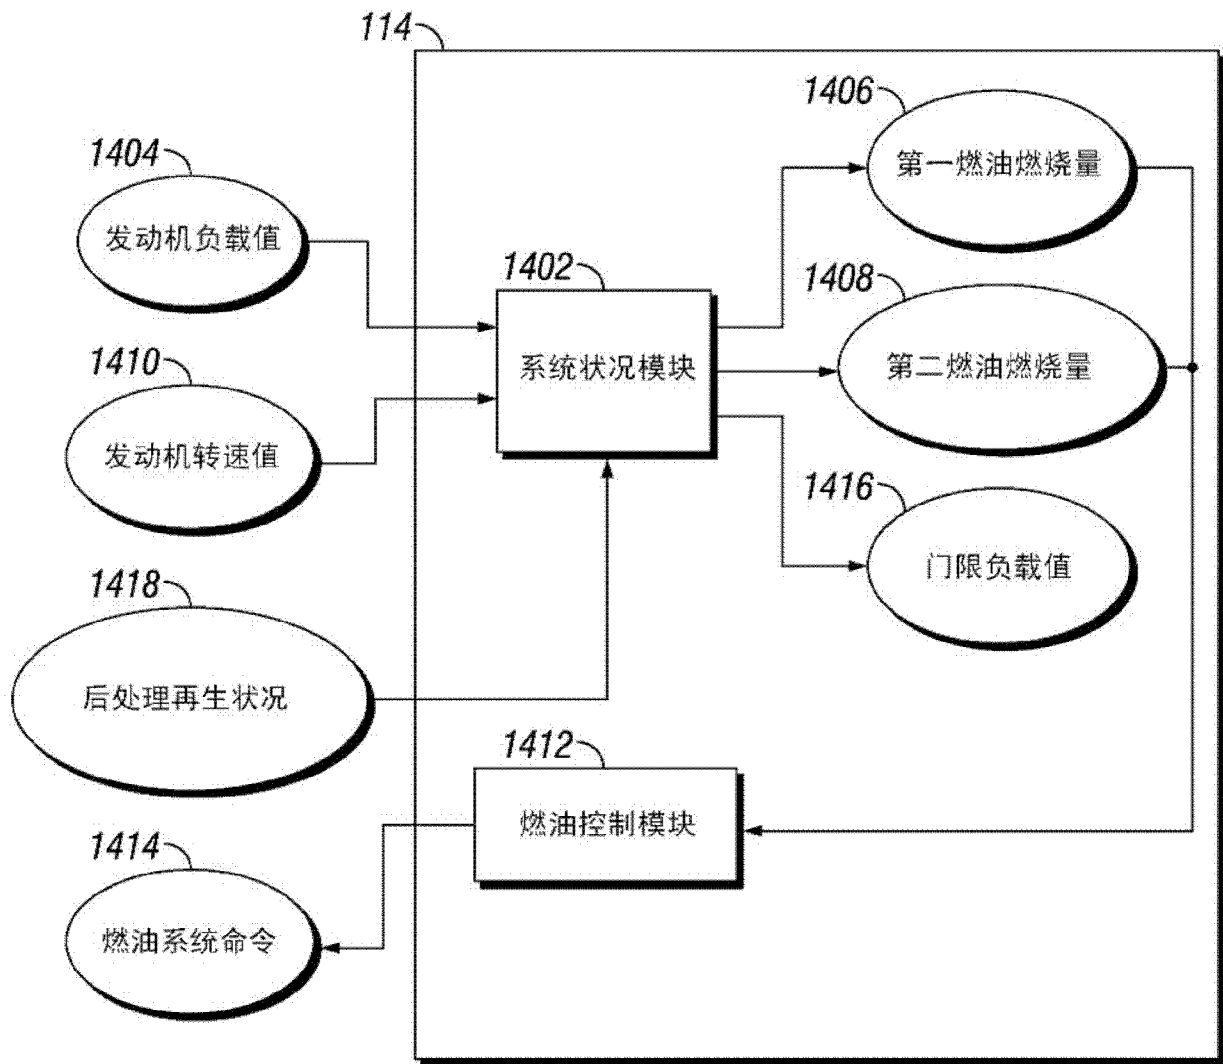 114
1406
第一燃油燃烧量
1404
发动机负载值
1402
系统状况模块
1408
第二燃油燃烧量
1410
发动机转速值
1416
门限负载值
1418
后处理再生状况
1412
燃油控制模块
1414
燃油系统命令